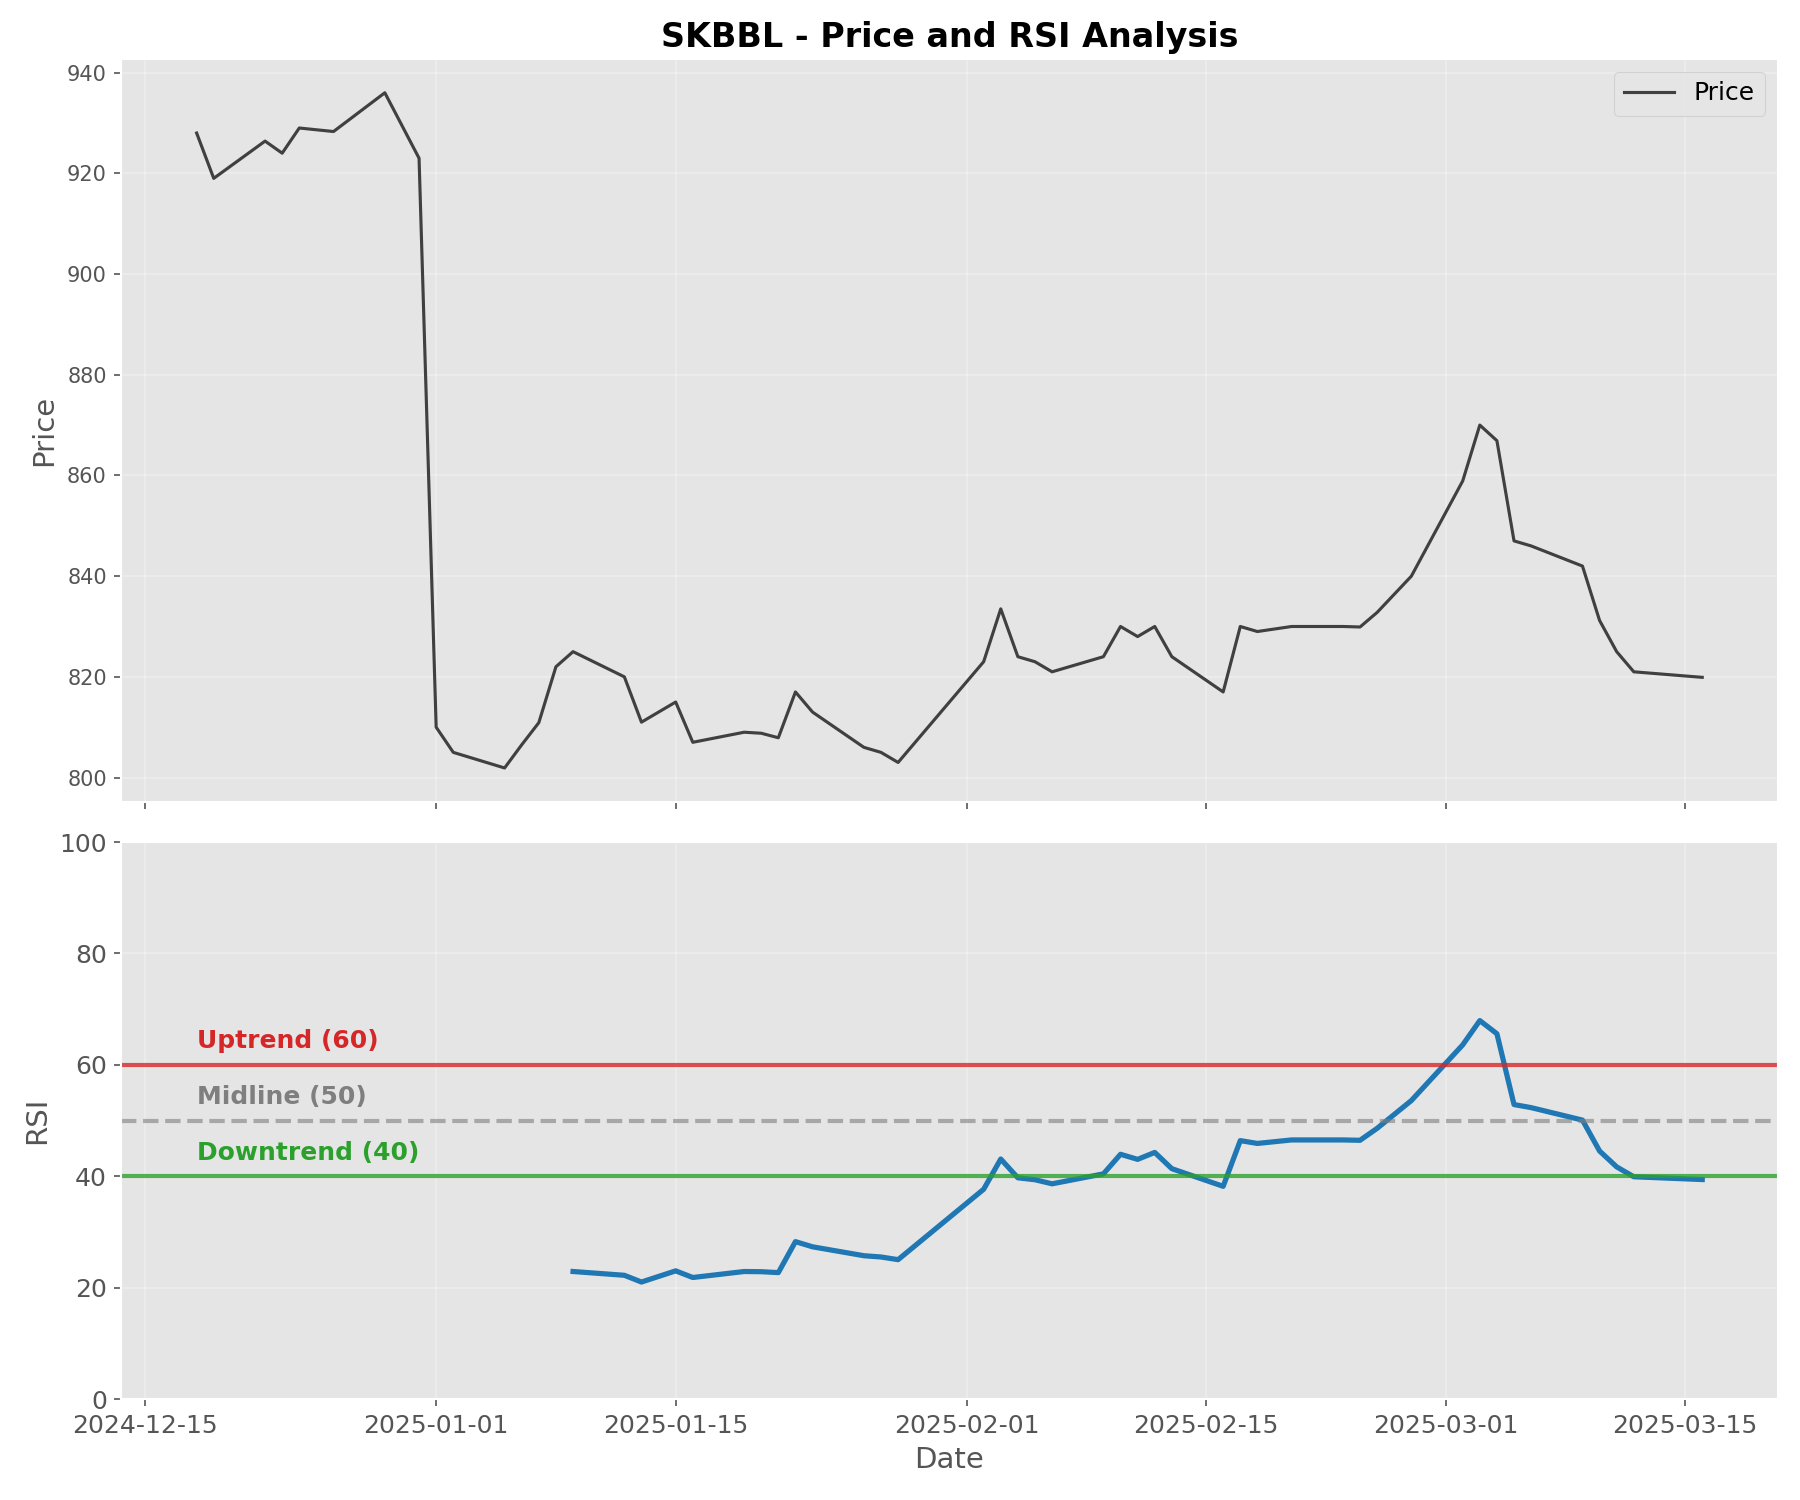 SKBBL - Price and RSI Analysis
Price
940
920
900
880
860
840
820
800
Price
100
80
60
40
20
0
RSI
Uptrend (60)
Midline (50)
Downtrend (40)
2024-12-15 2025-01-01 2025-01-15 2025-02-01 2025-02-15 2025-03-01 2025-03-15
Date